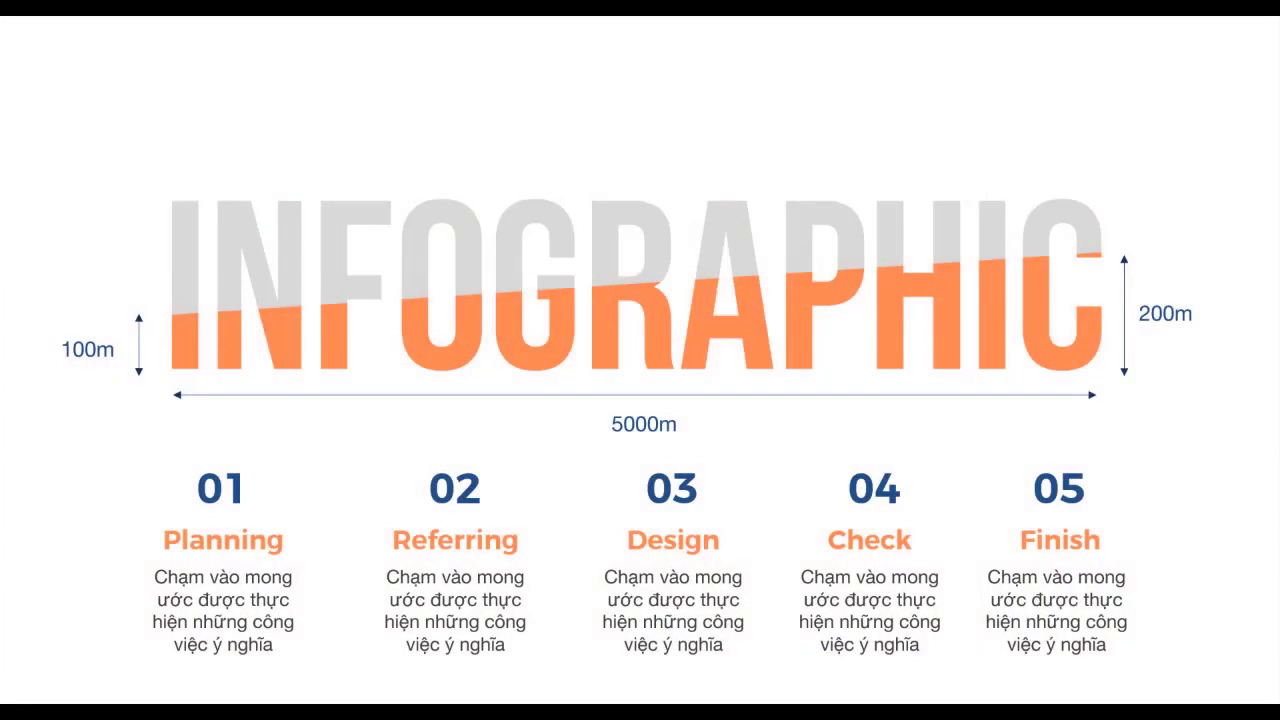 INFOGRAPHIC
100m
200m
5000m
01
Planning
Chạm vào mong
ước được thực
hiện những công
việc ý nghĩa
02
Referring
Chạm vào mong
ước được thực
hiện những công
việc ý nghĩa
03
Design
Chạm vào mong
ước được thực
hiện những công
việc ý nghĩa
04
Check
Chạm vào mong
ước được thực
hiện những công
việc ý nghĩa
05
Finish
Chạm vào mong
ước được thực
hiện những công
việc ý nghĩa